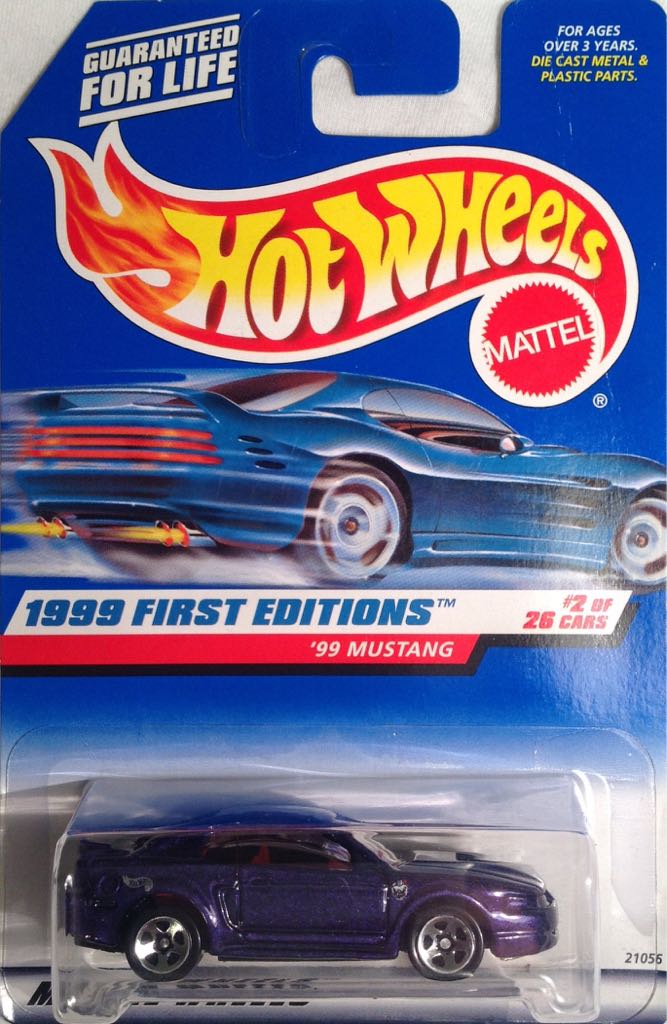 GUARANTEED
FOR LIFE
FOR AGES
OVER 3 YEARS.
DIE CAST METAL &
PLASTIC PARTS.
HOT WHEELS
MATTEL
®
1999 FIRST EDITIONS™
#2 OF
26 CARS
'99 MUSTANG
21056